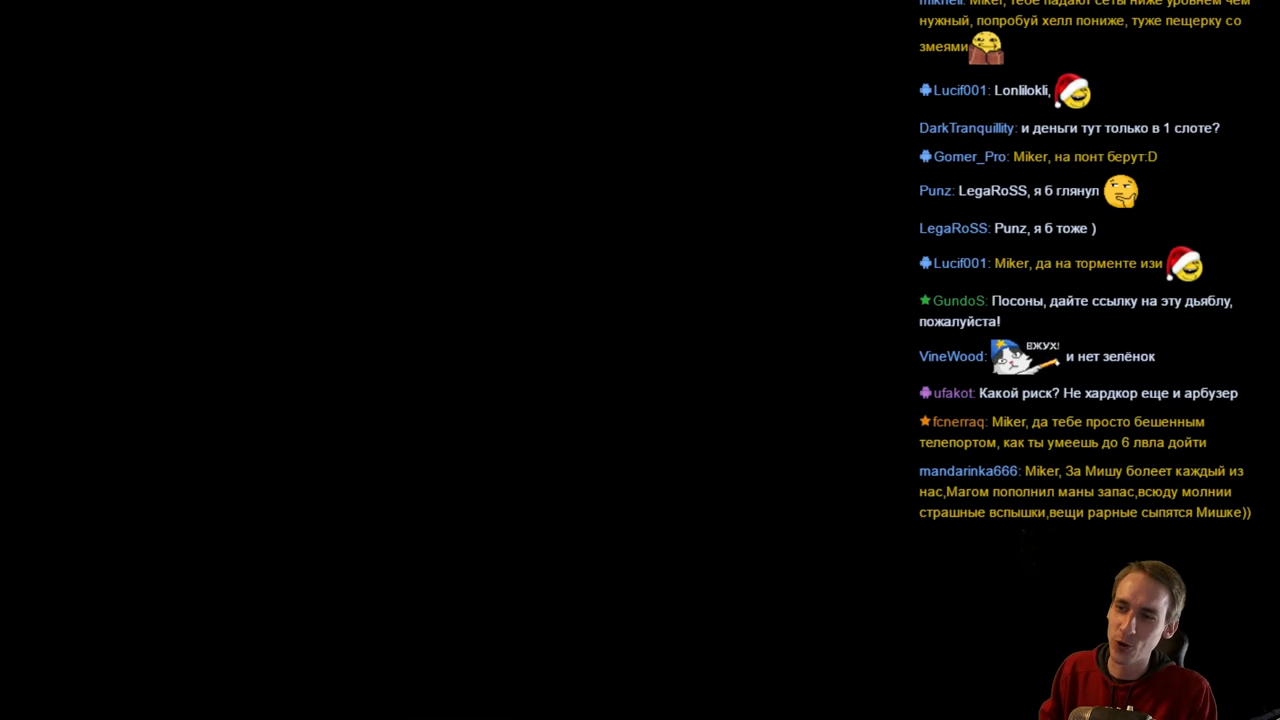 mikheil: Miker, тебе падают сеты ниже уровнем чем
нужный, попробуй хелл пониже, туже пещерку со
змеями
Lucif001: Lonlilokli,
DarkTranquillity: и деньги тут только в 1 слоте?
Gomer_Pro: Miker, на понт берут:D
Punz: LegaRoSS, я б глянул
LegaRoSS: Punz, я б тоже )
Lucif001: Miker, да на торменте изи
GundoS: Посоны, дайте ссылку на эту дьяблу,
пожалуйста!
VineWood: ВЖУХ! и нет зелёнок
ufakot: Какой риск? Не хардкор еще и арбузер
fcnerraq: Miker, да тебе просто бешенным
телепортом, как ты умеешь до 6 лвла дойти
mandarinka666: Miker, За Мишу болеет каждый из
нас,Магом пополнил маны запас,всюду молнии
страшные вспышки,вещи рарные сыпятся Мишке))